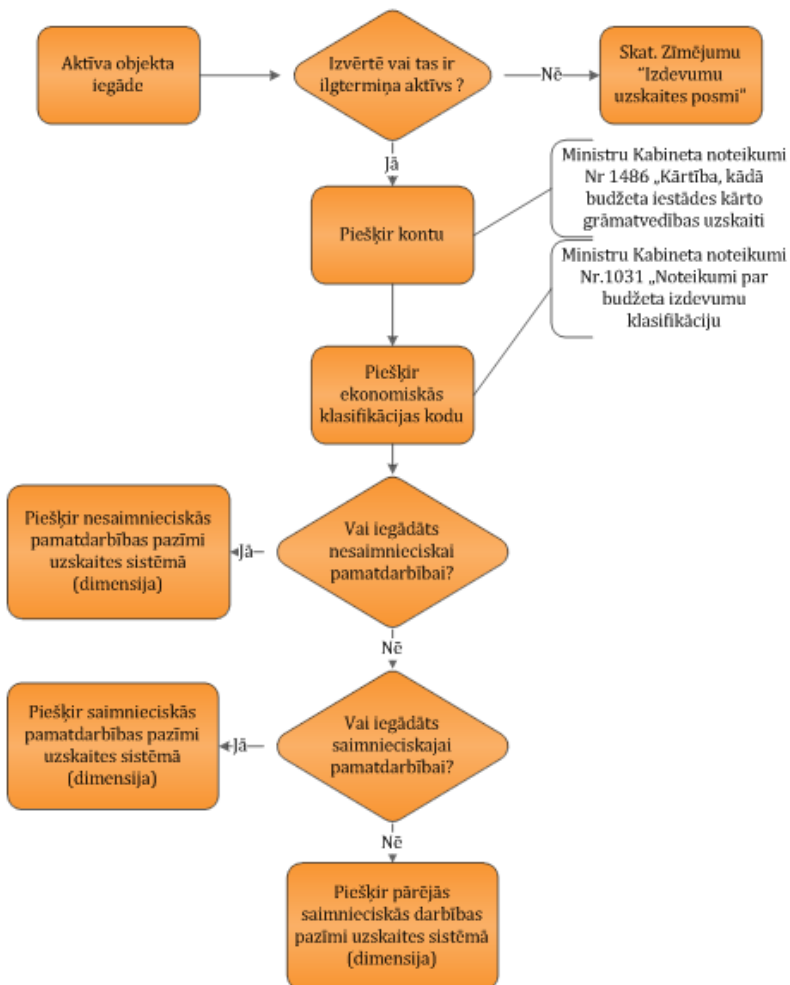 Aktīva objekta
iegāde
Izvērtē vai tas ir
ilgtermiņa aktīvs ?
Nē
Skat. Zīmējumu
“Izdevumu
uzskaites posmi“
Jā
Ministru Kabineta noteikumi
Nr 1486 „Kārtība, kādā
budžeta iestādes kārto
grāmatvedības uzskaiti
Piešķir kontu
Ministru Kabineta noteikumi
Nr.1031 „Noteikumi par
budžeta izdevumu
klasifikāciju
Piešķir
ekonomiskās
klasifikācijas kodu
Vai iegādāts
nesaimnieciskai
pamatdarbībai?
Jā
Piešķir nesaimnieciskās
pamatdarbības pazīmi
uzskaites sistēmā
(dimensija)
Nē
Vai iegādāts
saimnieciskajai
pamatdarbībai?
Jā
Piešķir saimnieciskās
pamatdarbības pazīmi
uzskaites sistēmā
(dimensija)
Nē
Piešķir pārējās
saimnieciskās darbības
pazīmi uzskaites sistēmā
(dimensija)